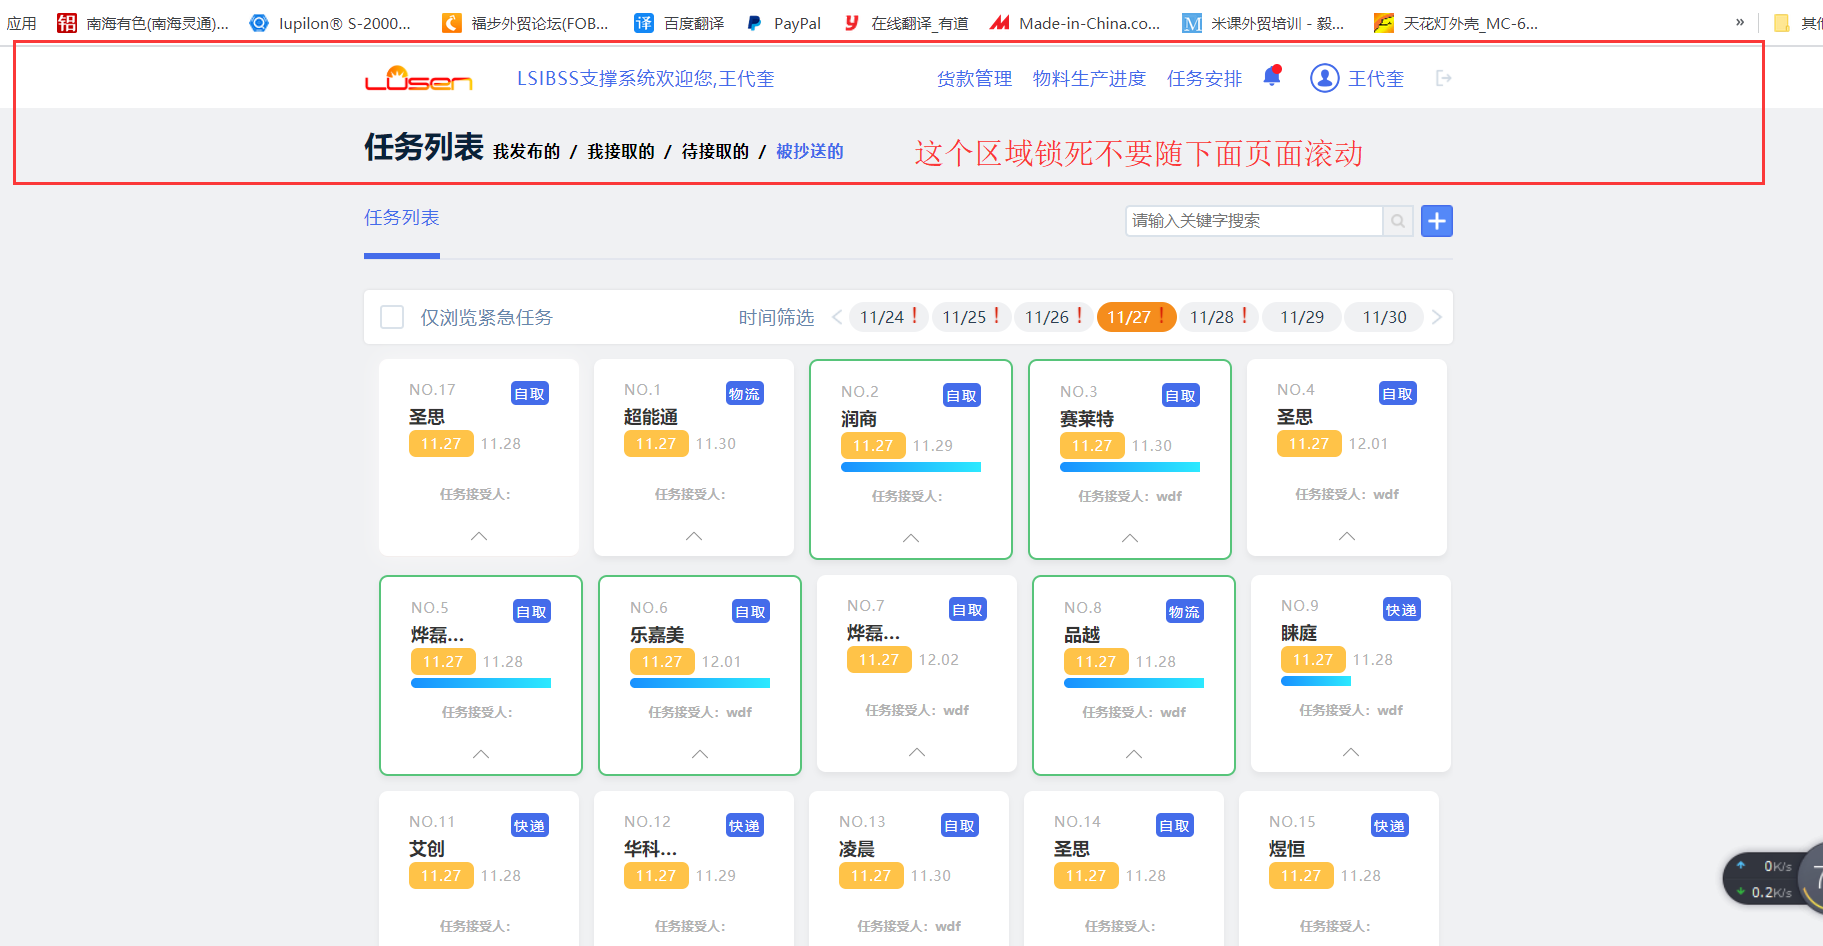 应用 南海有色(南海灵通)... Iupilon® S-2000... 福步外贸论坛(FOB... 百度翻译 PayPal 在线翻译_有道 Made-in-China.co... 米课外贸培训 - 毅... 天花灯外壳_MC-6... » 其他
Lusen LSIBSS支撑系统欢迎您,王代奎 货款管理 物料生产进度 任务安排 王代奎
任务列表 我发布的 / 我接取的 / 待接取的 / 被抄送的 这个区域锁死不要随下面页面滚动
任务列表 请输入关键字搜索
仅浏览紧急任务 时间筛选 11/24 ! 11/25 ! 11/26 ! 11/27 ! 11/28 ! 11/29 11/30
NO.17 自取 NO.1 物流 NO.2 自取 NO.3 自取 NO.4 自取
圣思 超能通 润商 赛莱特 圣思
11.27 11.28 11.27 11.30 11.27 11.29 11.27 11.30 11.27 12.01
任务接受人: 任务接受人: 任务接受人: 任务接受人: wdf 任务接受人: wdf
NO.5 自取 NO.6 自取 NO.7 自取 NO.8 物流 NO.9 快递
烨磊... 乐嘉美 烨磊... 品越 睐庭
11.27 11.28 11.27 12.01 11.27 12.02 11.27 11.28 11.27 11.28
任务接受人: 任务接受人: wdf 任务接受人: wdf 任务接受人: wdf 任务接受人: wdf
NO.11 快递 NO.12 快递 NO.13 自取 NO.14 自取 NO.15 快递
艾创 华科... 凌晨 圣思 煜恒
11.27 11.28 11.27 11.29 11.27 11.30 11.27 11.28 11.27 11.28
任务接受人: 任务接受人: 任务接受人: wdf 任务接受人: 任务接受人:
0K/s
0.2K/s
7